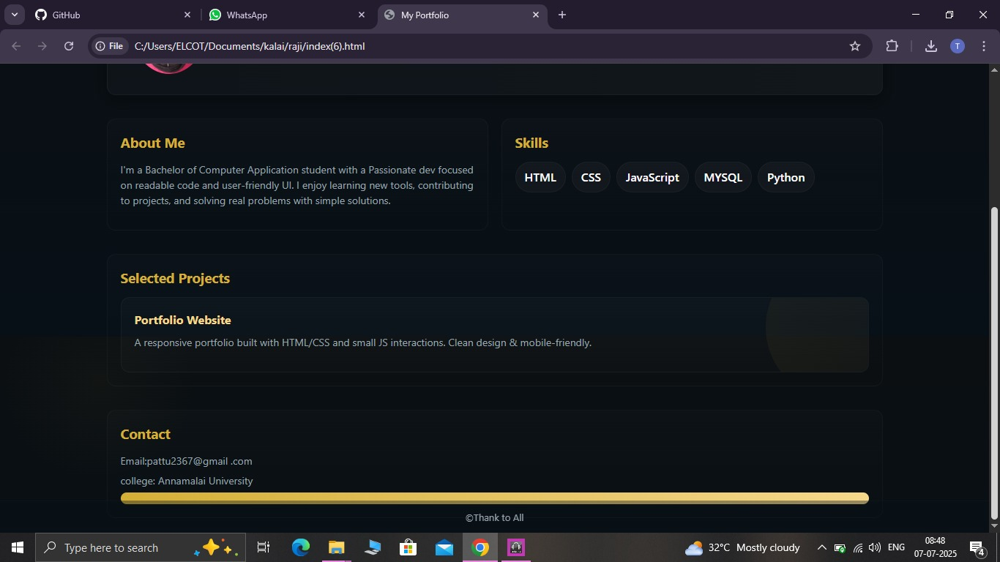 GitHub
WhatsApp
My Portfolio
File
C:/Users/ELCOT/Documents/kalai/raji/index(6).html
T
About Me
I'm a Bachelor of Computer Application student with a Passionate dev focused
on readable code and user-friendly UI. I enjoy learning new tools, contributing
to projects, and solving real problems with simple solutions.
Skills
HTML CSS JavaScript MYSQL Python
Selected Projects
Portfolio Website
A responsive portfolio built with HTML/CSS and small JS interactions. Clean design & mobile-friendly.
Contact
Email:pattu2367@gmail .com
college: Annamalai University
©Thank to All
Type here to search
32°C Mostly cloudy
ENG
08:48
07-07-2025
4